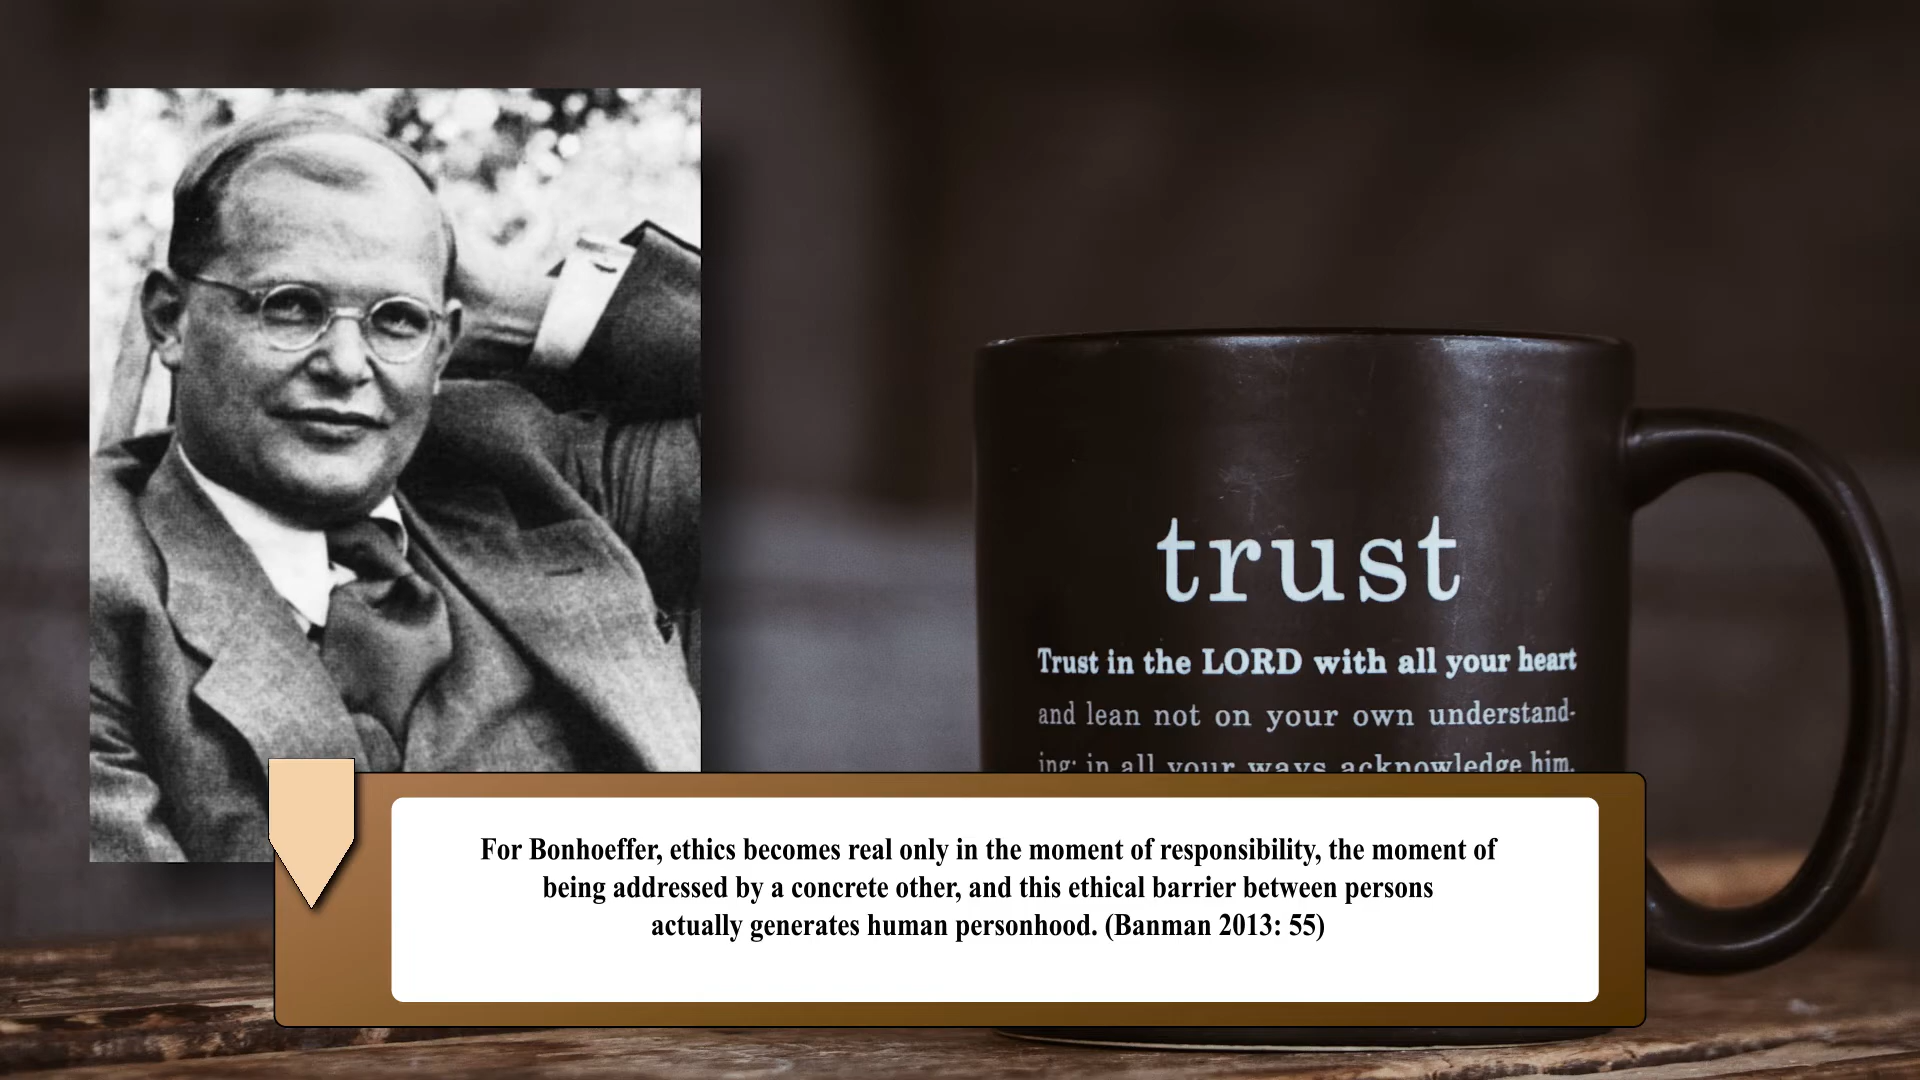 trust
Trust in the LORD with all your heart
and lean not on your own understand-
ing; in all your ways acknowledge him,
For Bonhoeffer, ethics becomes real only in the moment of responsibility, the moment of
being addressed by a concrete other, and this ethical barrier between persons
actually generates human personhood. (Banman 2013: 55)